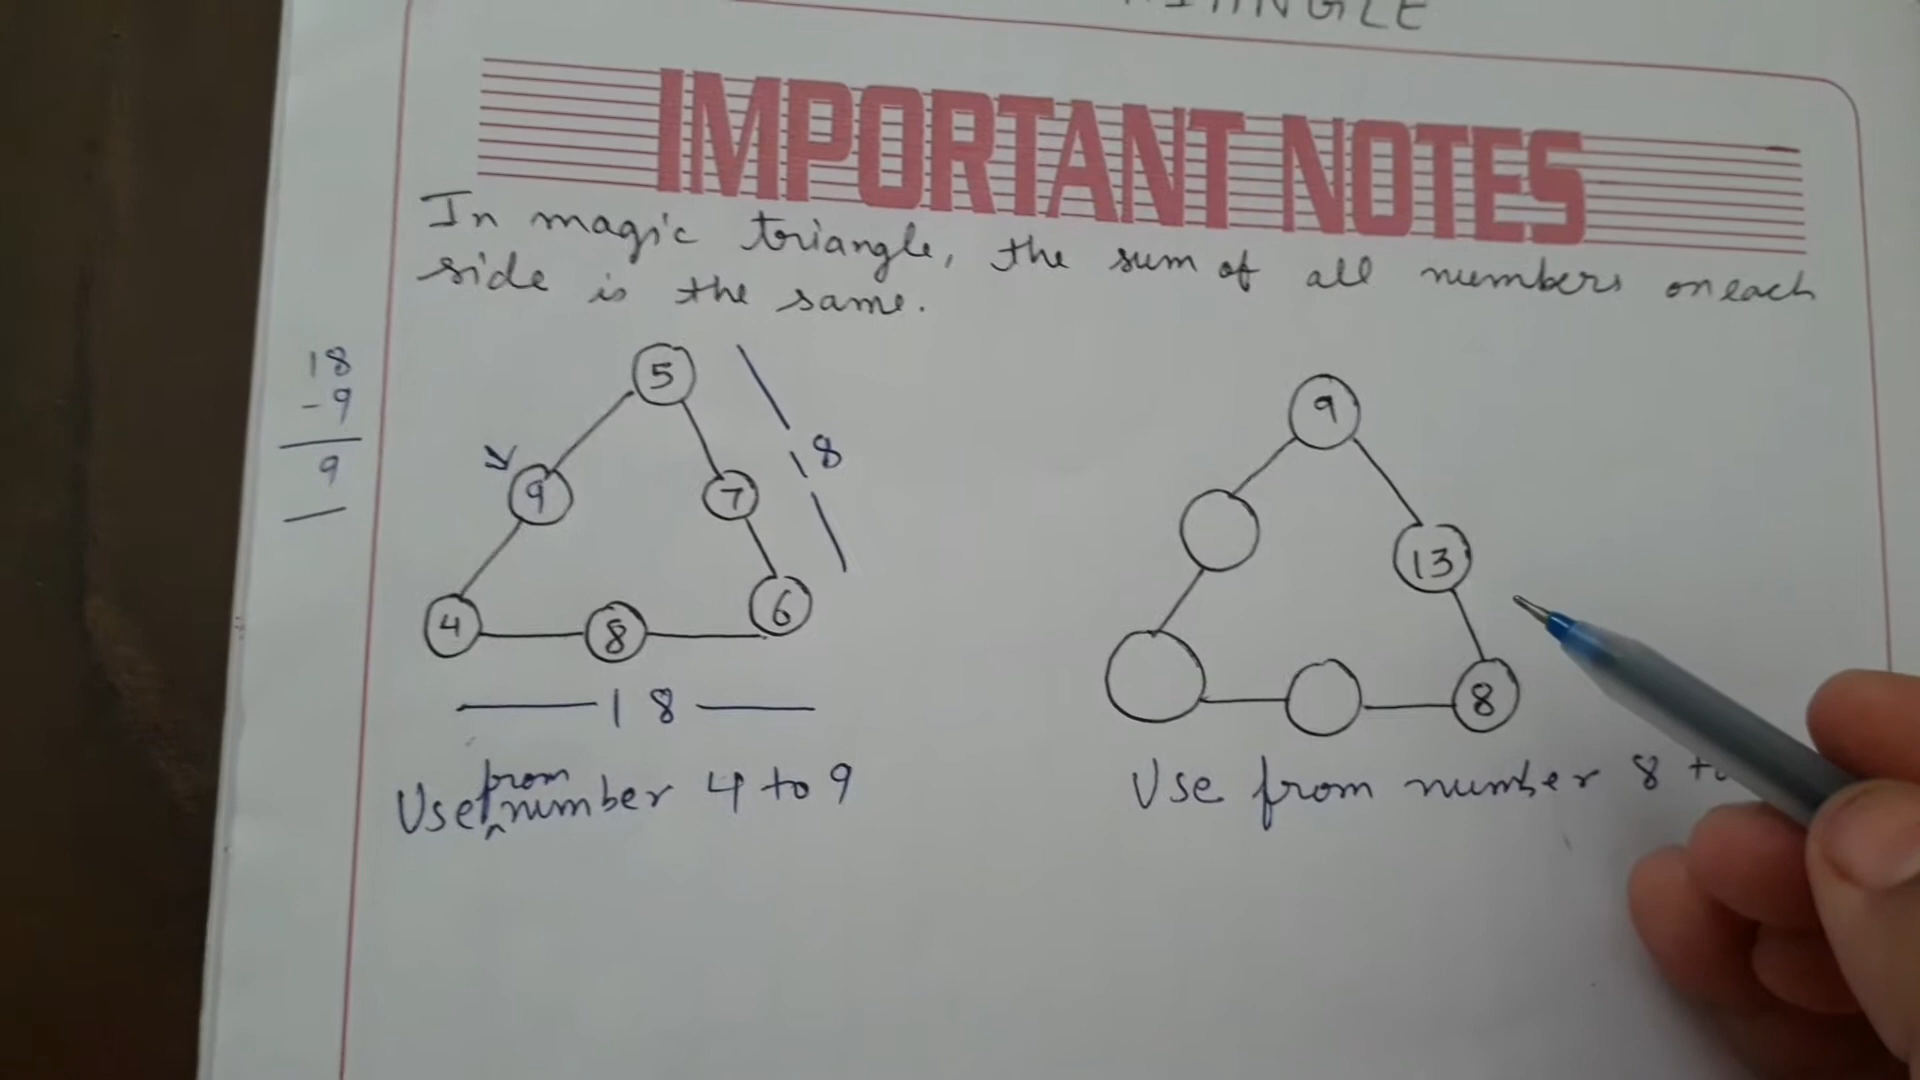 IMPORTANT NOTES
In magic triangle, the sum of all numbers on each
side is the same.
18
- 9
9
5
9
7
18
4
8
6
18
Use from number 4 to 9
9
13
8
Use from number 8